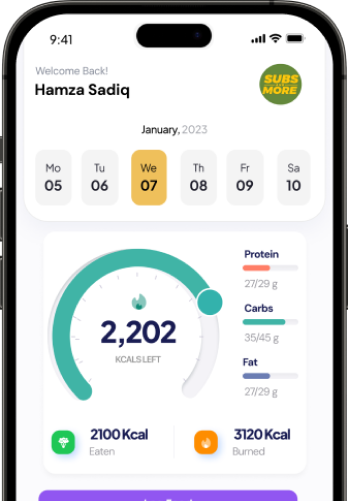 9:41
Welcome Back!
Hamza Sadiq
SUBS
MORE
January, 2023
Mo Tu We Th Fr Sa
05 06 07 08 09 10
Protein
27/29 g
Carbs
35/45 g
Fat
27/29 g
2,202
KCALS LEFT
2100 Kcal
Eaten
3120 Kcal
Burned